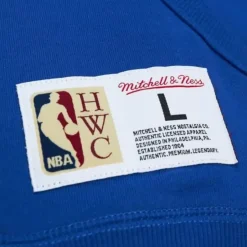 Mitchell & Ness
HWC
NBA
L
MITCHELL & NESS NOSTALGIA CO.
AUTHENTIC LICENSED APPAREL
DESIGNED IN PHILADELPHIA, PA
ESTABLISHED 1904
AUTHENTIC. PREMIUM. LEGENDARY.